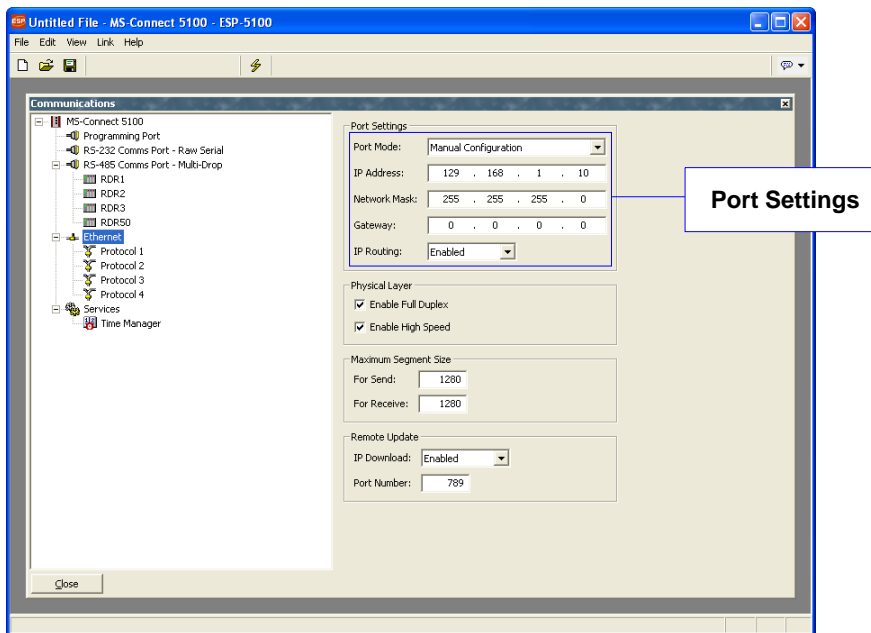 Untitled File - MS-Connect 5100 - ESP-5100
File Edit View Link Help
Communications
MS-Connect 5100
Programming Port
RS-232 Comms Port - Raw Serial
RS-485 Comms Port - Multi-Drop
RDR1
RDR2
RDR3
RDR50
Ethernet
Protocol 1
Protocol 2
Protocol 3
Protocol 4
Services
Time Manager
Close
Port Settings
Port Mode: Manual Configuration
IP Address: 129 . 168 . 1 . 10
Network Mask: 255 . 255 . 255 . 0
Gateway: 0 . 0 . 0 . 0
IP Routing: Enabled
Physical Layer
Enable Full Duplex
Enable High Speed
Maximum Segment Size
For Send: 1280
For Receive: 1280
Remote Update
IP Download: Enabled
Port Number: 789
Port Settings